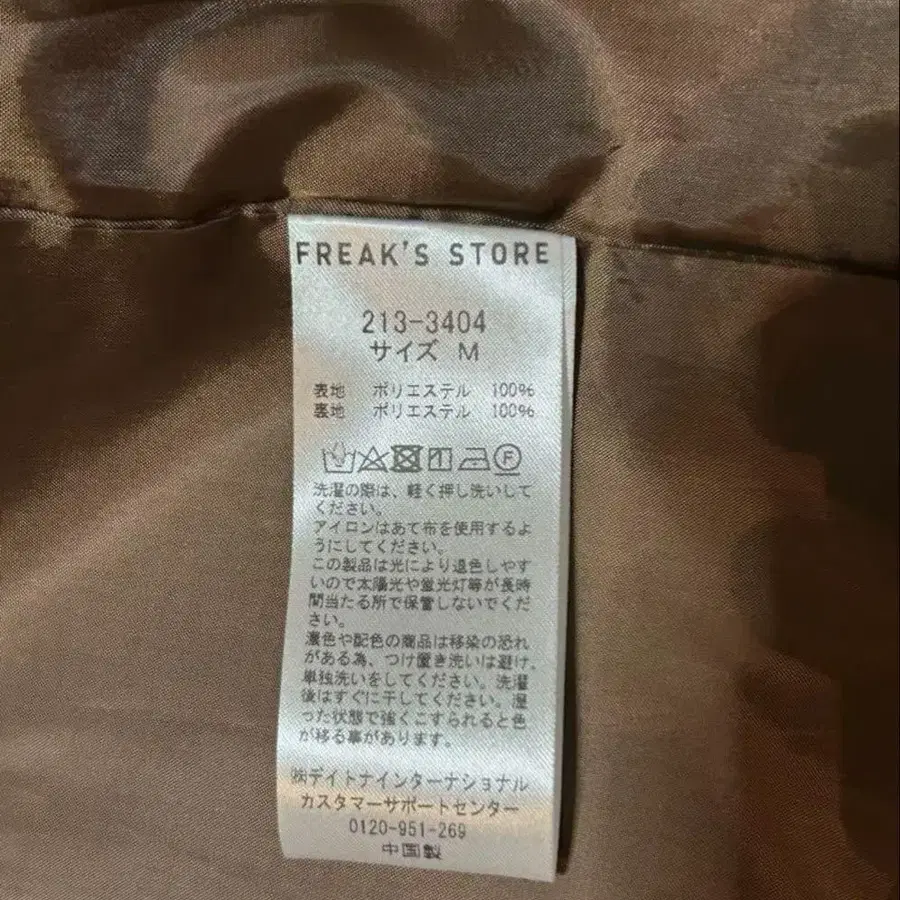 FREAK'S STORE
213-3404
サイズ M
表地 ポリエステル 100%
裏地 ポリエステル 100%
F
洗濯の際は、軽く押し洗いして
ください。
アイロンはあて布を使用するよ
うにしてください。
この製品は光により退色しやす
いので太陽光や蛍光灯等が長時
間当たる所で保管しないでくだ
さい。
濃色や配色の商品は移染の恐れ
がある為、つけ置き洗いは避け、
単独洗いをしてください。洗濯
後はすぐに干してください。湿
った状態で強くこすられると色
が移る事があります。
㈱デイトナインターナショナル
カスタマーサポートセンター
0120-951-269
中国製